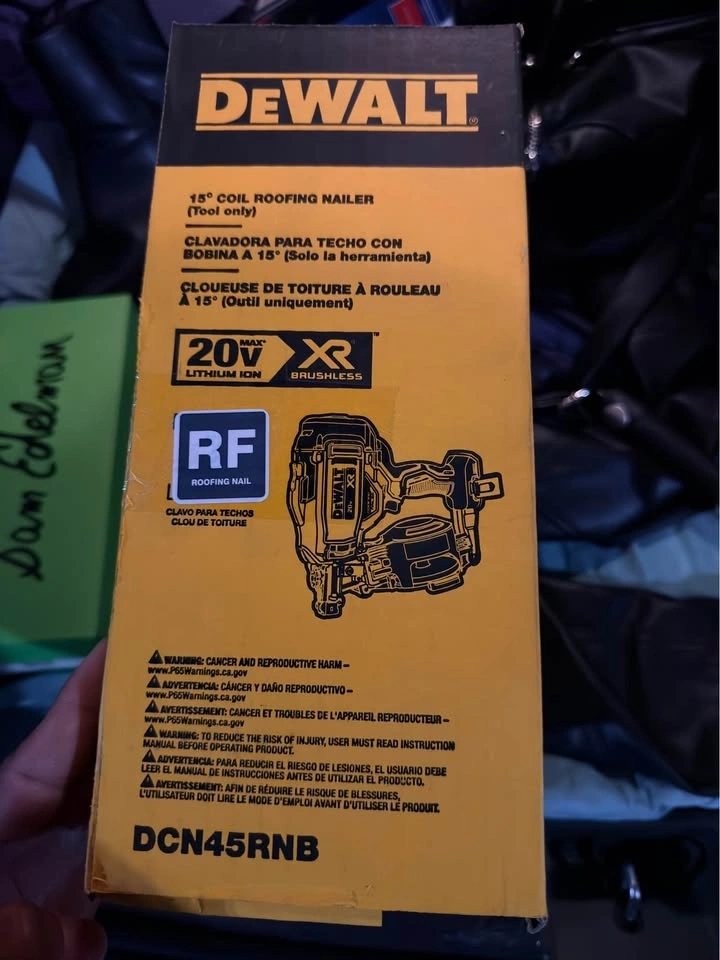 DEWALT®
15° COIL ROOFING NAILER
(Tool only)
CLAVADORA PARA TECHO CON
BOBINA A 15° (Solo la herramienta)
CLOUEUSE DE TOITURE À ROULEAU
À 15° (Outil uniquement)
20V MAX* XR™
LITHIUM ION BRUSHLESS
RF
ROOFING NAIL
CLAVO PARA TECHOS
CLOU DE TOITURE
DEWALT
XR
Sam Edelman
WARNING: CANCER AND REPRODUCTIVE HARM –
www.P65Warnings.ca.gov
ADVERTENCIA: CÁNCER Y DAÑO REPRODUCTIVO –
www.P65Warnings.ca.gov
AVERTISSEMENT: CANCER ET TROUBLES DE L'APPAREIL REPRODUCTEUR –
www.P65Warnings.ca.gov
WARNING: TO REDUCE THE RISK OF INJURY, USER MUST READ INSTRUCTION
MANUAL BEFORE OPERATING PRODUCT.
ADVERTENCIA: PARA REDUCIR EL RIESGO DE LESIONES, EL USUARIO DEBE
LEER EL MANUAL DE INSTRUCCIONES ANTES DE UTILIZAR EL PRODUCTO.
AVERTISSEMENT: AFIN DE RÉDUIRE LE RISQUE DE BLESSURES,
L'UTILISATEUR DOIT LIRE LE MODE D'EMPLOI AVANT D'UTILISER LE PRODUIT.
DCN45RNB